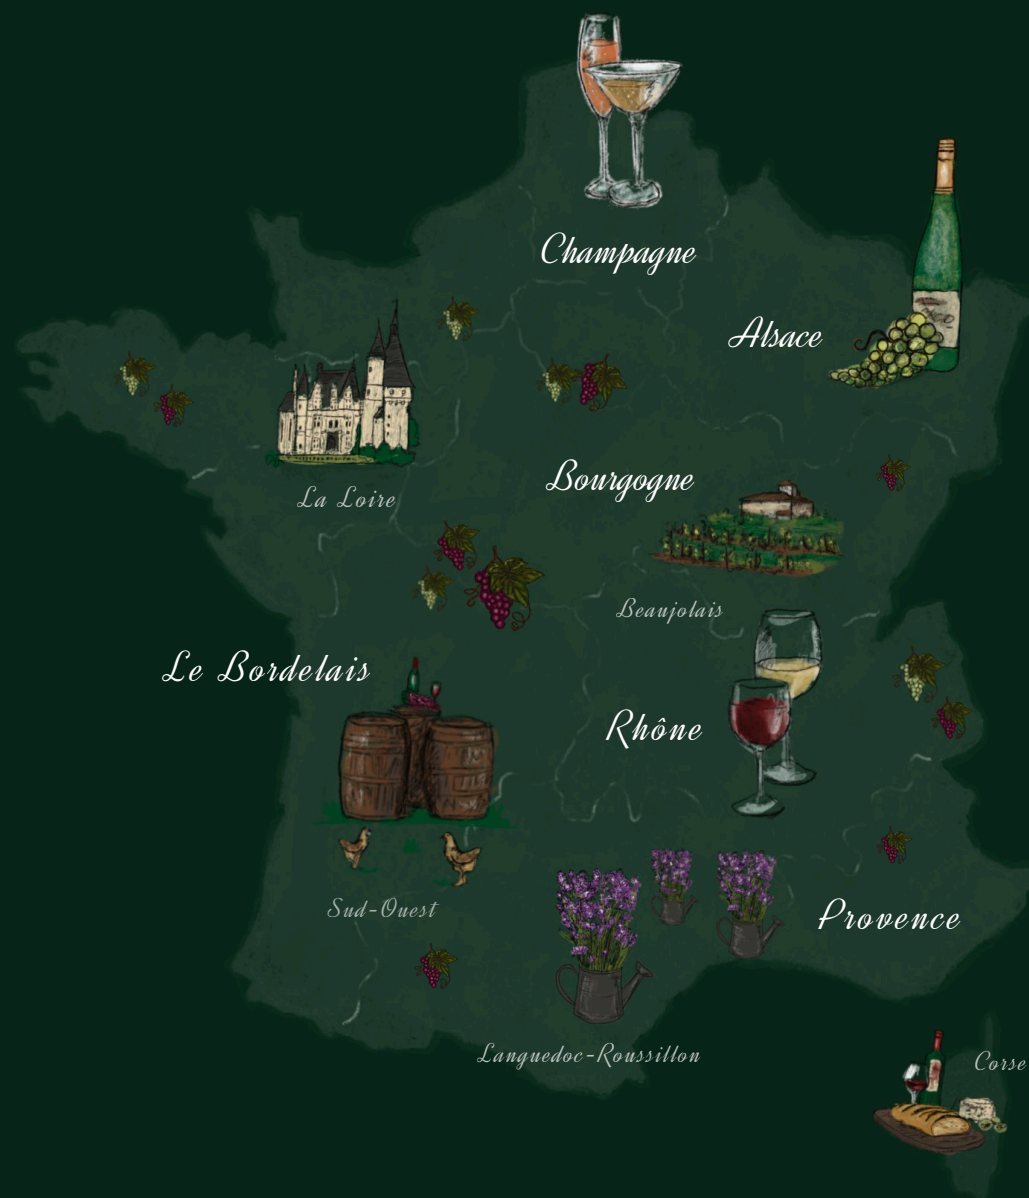 Champagne
Alsace
Bourgogne
La Loire
Beaujolais
Le Bordelais
Rhône
Sud-Ouest
Provence
Languedoc-Roussillon
Corse